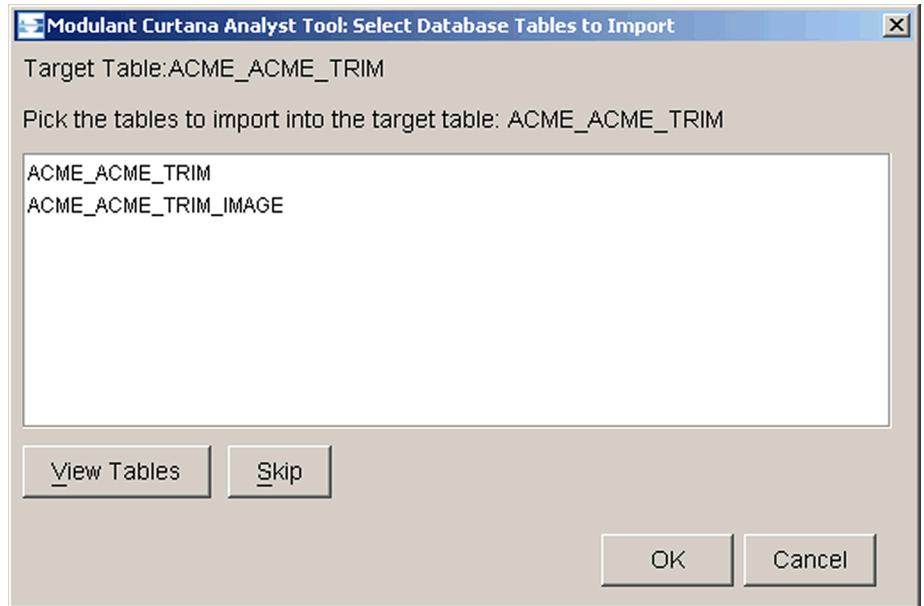 Modulant Curtana Analyst Tool: Select Database Tables to Import
Target Table:ACME_ACME_TRIM
Pick the tables to import into the target table: ACME_ACME_TRIM
ACME_ACME_TRIM
ACME_ACME_TRIM_IMAGE
View Tables Skip
OK Cancel